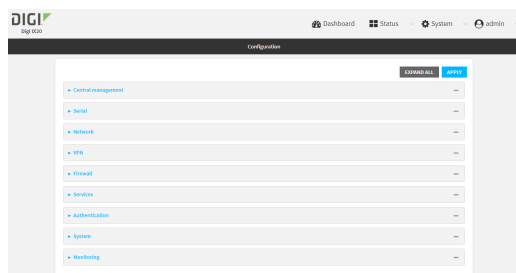 DIGI
Digi IX20
Dashboard Status System admin
Configuration
EXPAND ALL APPLY
Central management
Serial
Network
VPN
Firewall
Services
Authentication
System
Monitoring